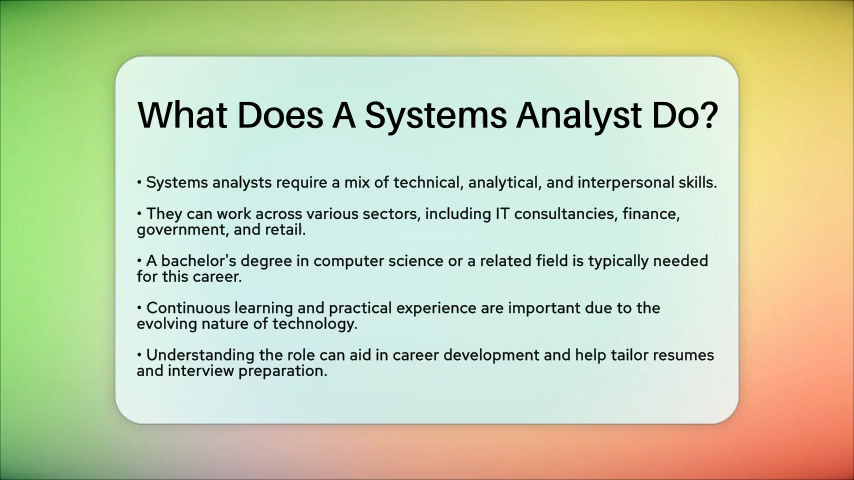 What Does A Systems Analyst Do?
• Systems analysts require a mix of technical, analytical, and interpersonal skills.
• They can work across various sectors, including IT consultancies, finance,
government, and retail.
• A bachelor's degree in computer science or a related field is typically needed
for this career.
• Continuous learning and practical experience are important due to the
evolving nature of technology.
• Understanding the role can aid in career development and help tailor resumes
and interview preparation.